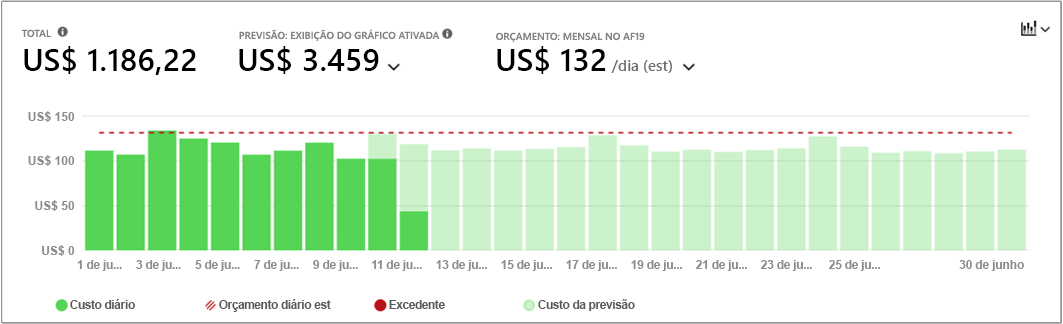 TOTAL
PREVISÃO: EXIBIÇÃO DO GRÁFICO ATIVADA
ORÇAMENTO: MENSAL NO AF19
US$ 1.186,22
US$ 3.459
US$ 132 /dia (est)
US$ 150
US$ 100
US$ 50
US$ 0
1 de ju... 3 de ju... 5 de ju... 7 de ju... 9 de ju... 11 de ju... 13 de ju... 15 de ju... 17 de ju... 19 de ju... 21 de ju... 23 de ju... 25 de ju... 30 de junho
Custo diário
Orçamento diário est
Excedente
Custo da previsão